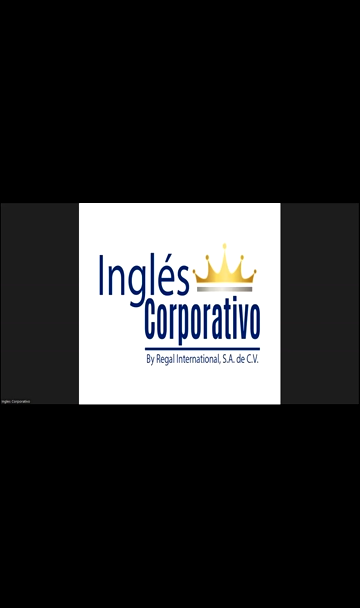 Inglés
Corporativo
By Regal International, S.A. de C.V.
Inglés Corporativo